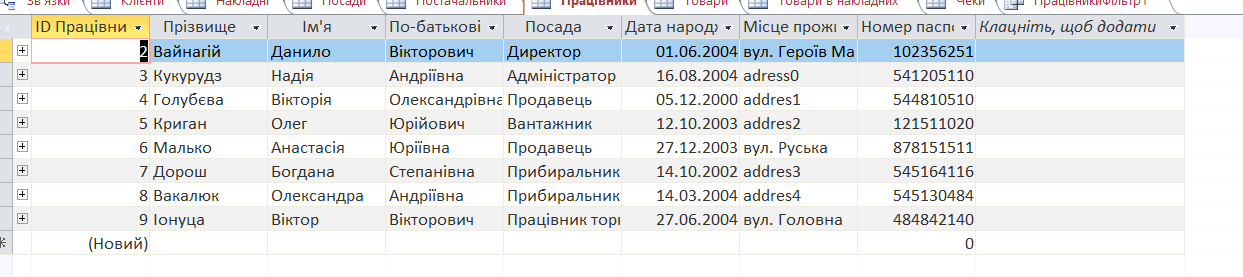 Зв'язки Клієнти Накладні Посади Постачальники Працівники Товари Товари в накладних Чеки ПрацівникиФільтр1
ID Працівни Прізвище Ім'я По-батькові Посада Дата народ Місце прожи Номер паспо Клацніть, щоб додати
2 Вайнагій Данило Вікторович Директор 01.06.2004 вул. Героїв Ма 102356251
3 Кукурудз Надія Андріївна Адміністратор 16.08.2004 adress0 541205110
4 Голубєва Вікторія Олександрівна Продавець 05.12.2000 addres1 544810510
5 Криган Олег Юрійович Вантажник 12.10.2003 addres2 121511020
6 Малько Анастасія Юріївна Продавець 27.12.2003 вул. Руська 878151511
7 Дорош Богдана Степанівна Прибиральник 14.10.2002 addres3 545164116
8 Вакалюк Олександра Андріївна Прибиральник 14.03.2004 addres4 545130484
9 Іонуца Віктор Вікторович Працівник торг 27.06.2004 вул. Головна 484842140
(Новий) 0